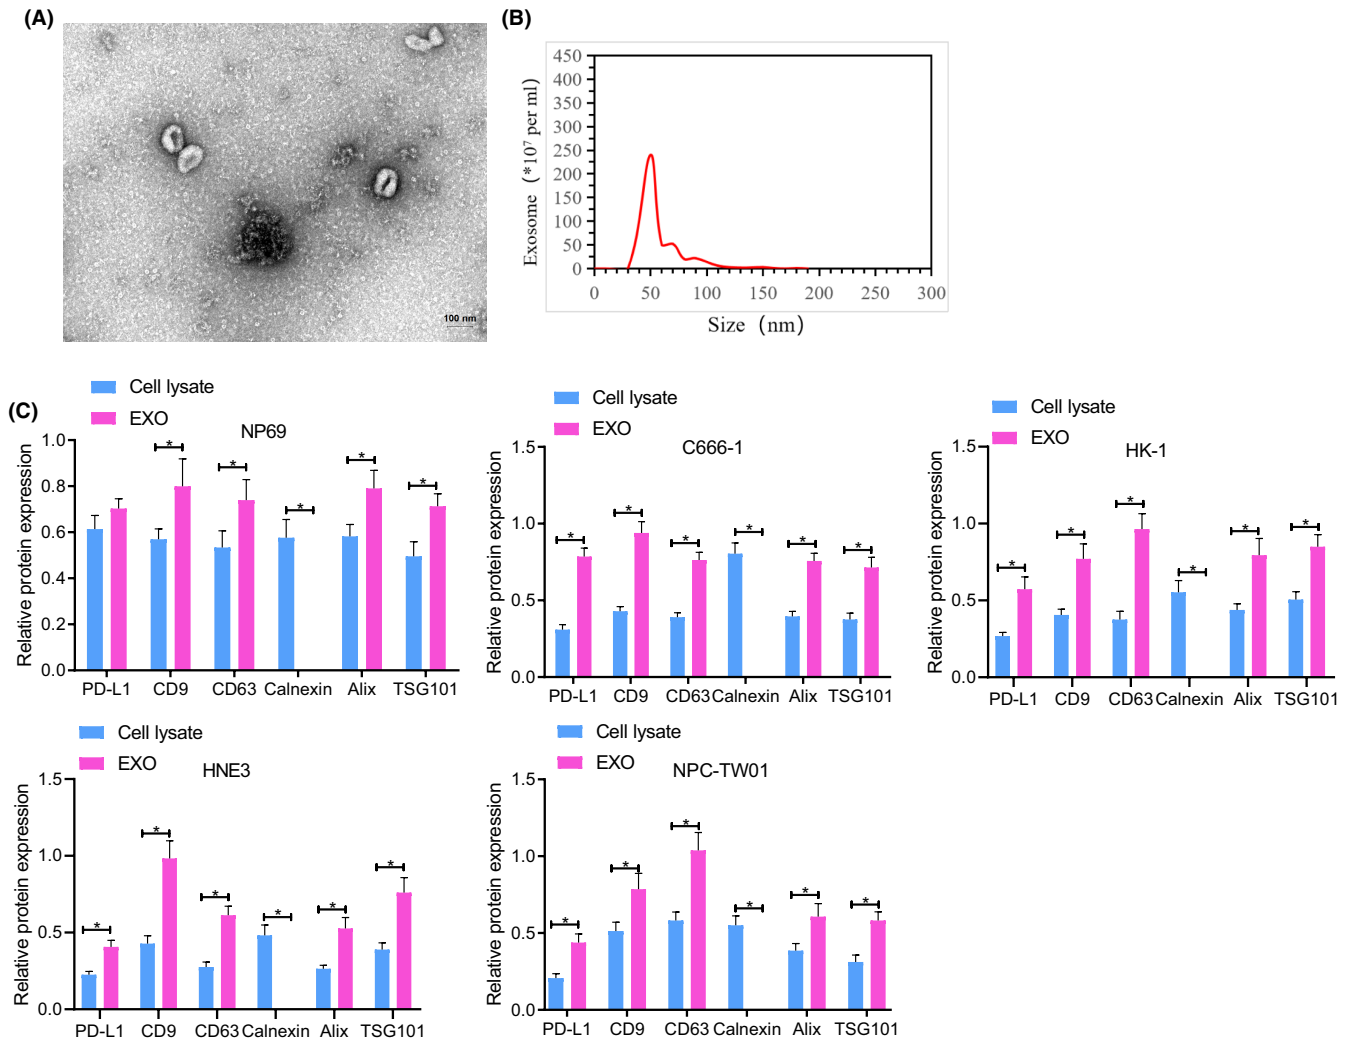 (A)
100 nm
(B)
450
400
350
300
250
200
150
100
50
0
Exosome (*10⁷ per ml)
0 50 100 150 200 250 300
Size (nm)
(C)
Cell lysate
EXO
NP69
Relative protein expression
1.0
0.8
0.6
0.4
0.2
0.0
* * * * *
PD-L1 CD9 CD63 Calnexin Alix TSG101
Cell lysate
EXO
C666-1
Relative protein expression
1.5
1.0
0.5
0.0
* * * * * *
PD-L1 CD9 CD63 Calnexin Alix TSG101
Cell lysate
EXO
HK-1
Relative protein expression
1.5
1.0
0.5
0.0
* * * * * *
PD-L1 CD9 CD63 Calnexin Alix TSG101
Cell lysate
EXO
HNE3
Relative protein expression
1.5
1.0
0.5
0.0
* * * * * *
PD-L1 CD9 CD63 Calnexin Alix TSG101
Cell lysate
EXO
NPC-TW01
Relative protein expression
1.5
1.0
0.5
0.0
* * * * * *
PD-L1 CD9 CD63 Calnexin Alix TSG101